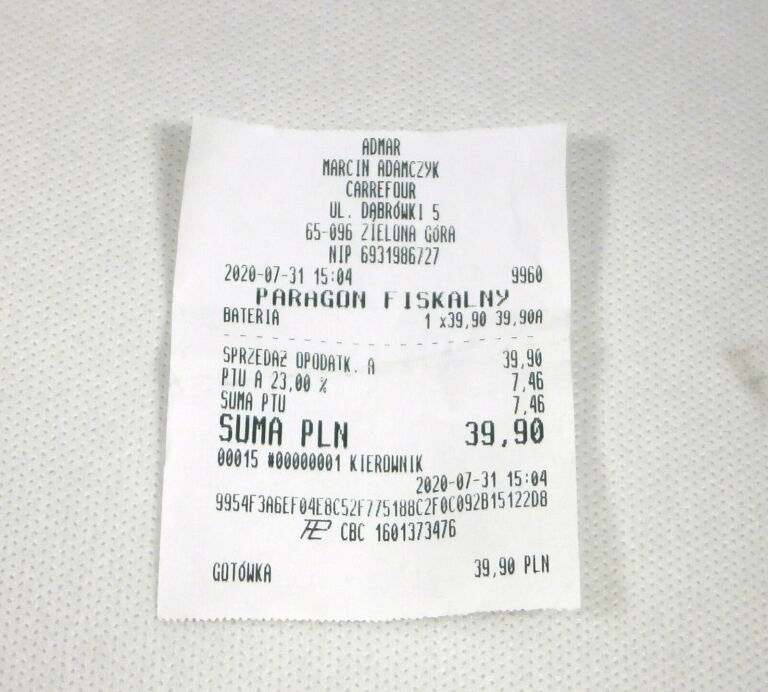 ADMAR
MARCIN ADAMCZYK
CARREFOUR
UL. DĄBRÓWKI 5
65-096 ZIELONA GÓRA
NIP 6931986727
2020-07-31 15:04 9960
PARAGON FISKALNY
BATERIA 1 x39,90 39,90A
SPRZEDAŻ OPODATK. A 39,90
PTU A 23,00 % 7,46
SUMA PTU 7,46
SUMA PLN 39,90
00015 #00000001 KIEROWNIK
2020-07-31 15:04
9954F3A6EF04E8C52F775188C2F0C092B15122D8
CBC 1601373476
GOTÓWKA 39,90 PLN